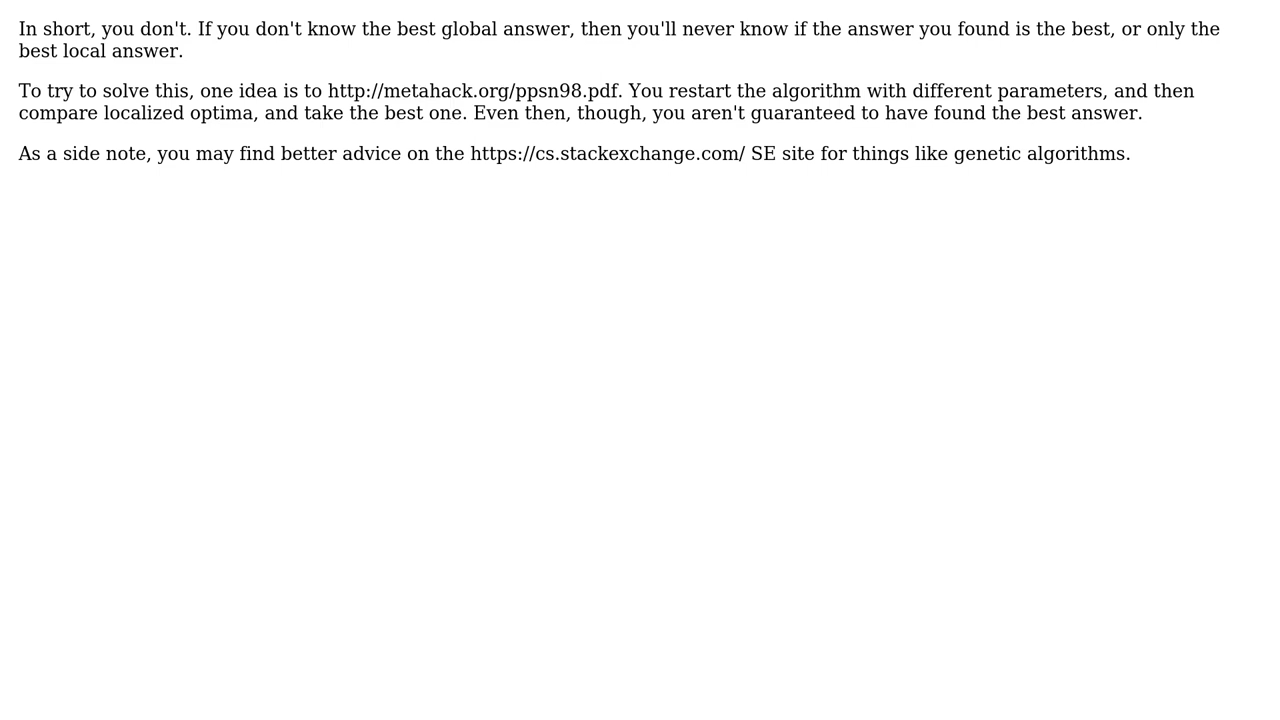 In short, you don't. If you don't know the best global answer, then you'll never know if the answer you found is the best, or only the
best local answer.
To try to solve this, one idea is to http://metahack.org/ppsn98.pdf. You restart the algorithm with different parameters, and then
compare localized optima, and take the best one. Even then, though, you aren't guaranteed to have found the best answer.
As a side note, you may find better advice on the https://cs.stackexchange.com/ SE site for things like genetic algorithms.